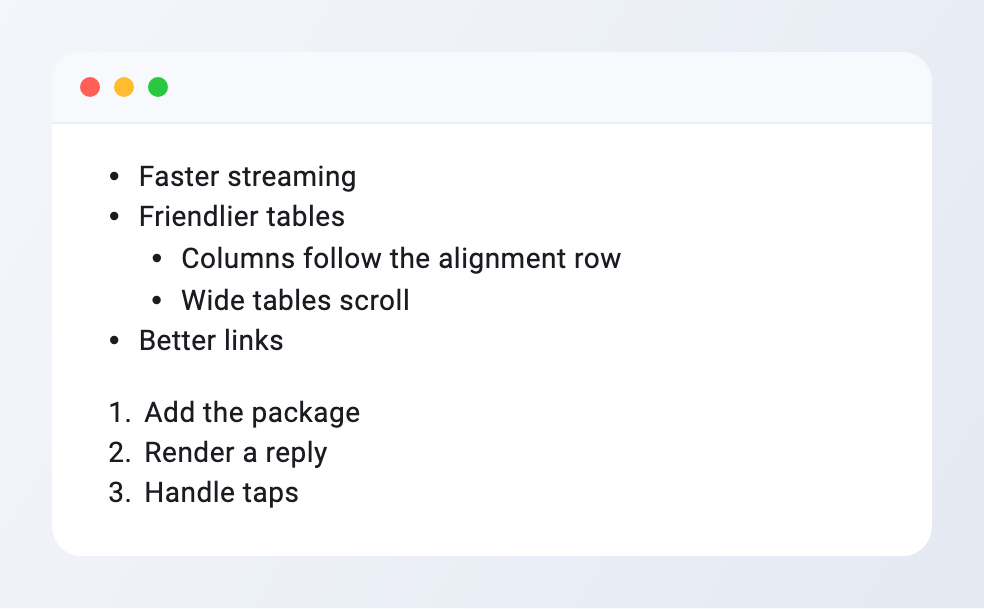 • Faster streaming
• Friendlier tables
• Columns follow the alignment row
• Wide tables scroll
• Better links
1. Add the package
2. Render a reply
3. Handle taps